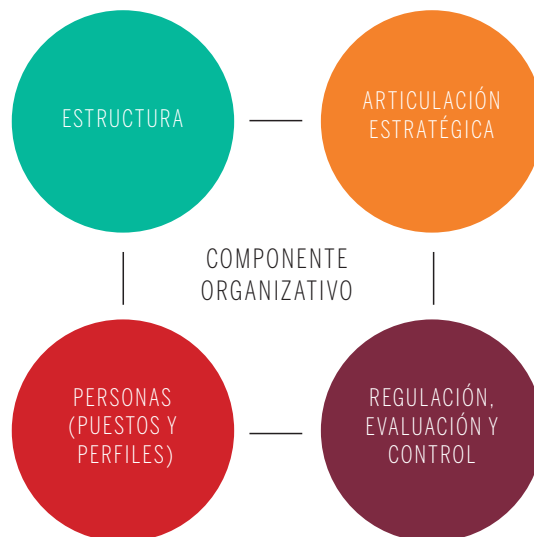 ESTRUCTURA
ARTICULACIÓN
ESTRATÉGICA
COMPONENTE
ORGANIZATIVO
PERSONAS
(PUESTOS Y
PERFILES)
REGULACIÓN,
EVALUACIÓN Y
CONTROL